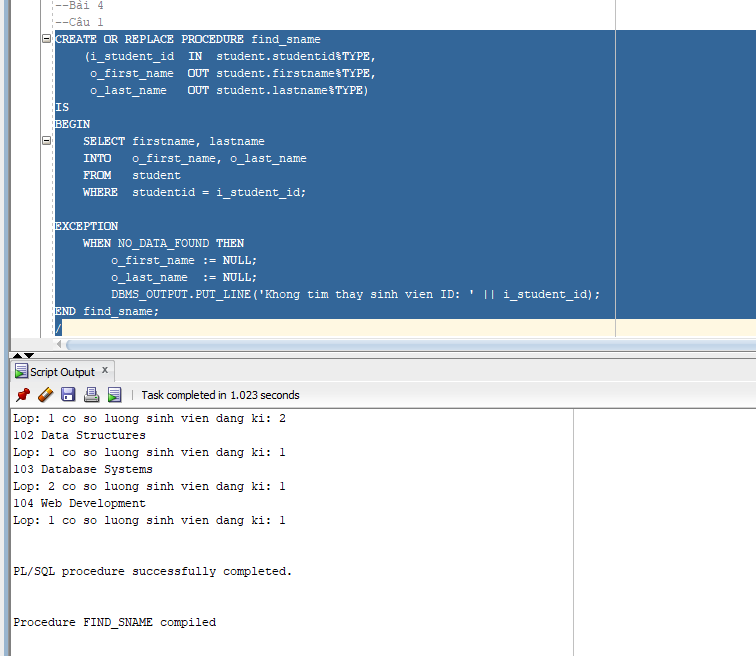 --Bài 4
--Câu 1
CREATE OR REPLACE PROCEDURE find_sname
    (i_student_id  IN  student.studentid%TYPE,
     o_first_name  OUT student.firstname%TYPE,
     o_last_name   OUT student.lastname%TYPE)
IS
BEGIN
    SELECT firstname, lastname
    INTO   o_first_name, o_last_name
    FROM   student
    WHERE  studentid = i_student_id;
EXCEPTION
    WHEN NO_DATA_FOUND THEN
        o_first_name := NULL;
        o_last_name  := NULL;
        DBMS_OUTPUT.PUT_LINE('Khong tim thay sinh vien ID: ' || i_student_id);
END find_sname;
/
Script Output x
Task completed in 1.023 seconds
Lop: 1 co so luong sinh vien dang ki: 2
102 Data Structures
Lop: 1 co so luong sinh vien dang ki: 1
103 Database Systems
Lop: 2 co so luong sinh vien dang ki: 1
104 Web Development
Lop: 1 co so luong sinh vien dang ki: 1
PL/SQL procedure successfully completed.
Procedure FIND_SNAME compiled